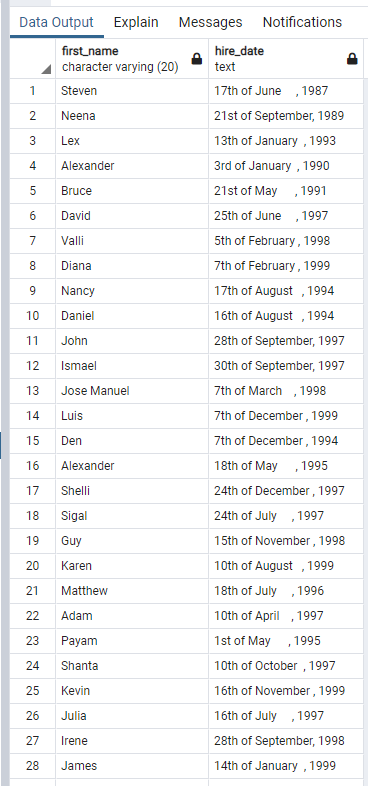 Data Output Explain Messages Notifications
first_name hire_date
character varying (20) text
1 Steven 17th of June , 1987
2 Neena 21st of September, 1989
3 Lex 13th of January , 1993
4 Alexander 3rd of January , 1990
5 Bruce 21st of May , 1991
6 David 25th of June , 1997
7 Valli 5th of February , 1998
8 Diana 7th of February , 1999
9 Nancy 17th of August , 1994
10 Daniel 16th of August , 1994
11 John 28th of September, 1997
12 Ismael 30th of September, 1997
13 Jose Manuel 7th of March , 1998
14 Luis 7th of December , 1999
15 Den 7th of December , 1994
16 Alexander 18th of May , 1995
17 Shelli 24th of December , 1997
18 Sigal 24th of July , 1997
19 Guy 15th of November , 1998
20 Karen 10th of August , 1999
21 Matthew 18th of July , 1996
22 Adam 10th of April , 1997
23 Payam 1st of May , 1995
24 Shanta 10th of October , 1997
25 Kevin 16th of November , 1999
26 Julia 16th of July , 1997
27 Irene 28th of September, 1998
28 James 14th of January , 1999